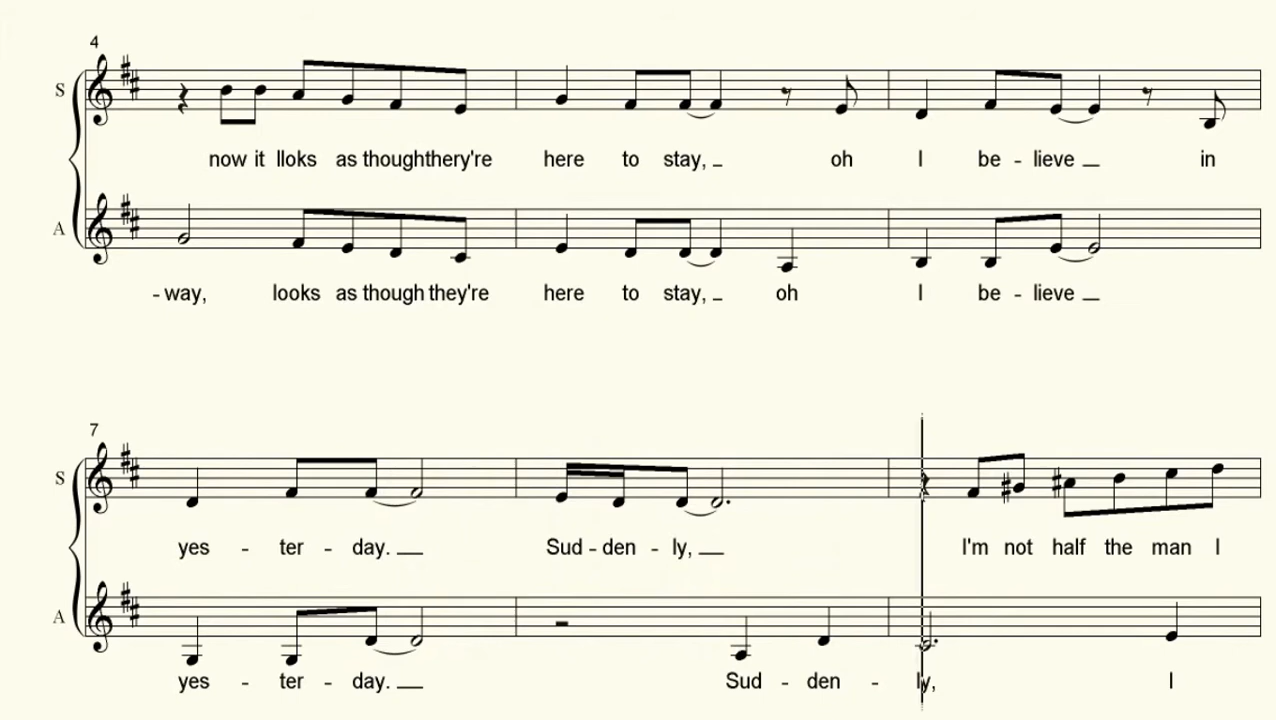 4
S
now it lloks as thoughthery're here to stay, _ oh I be - lieve _ in
A
- way, looks as though they're here to stay, _ oh I be - lieve _
7
S
yes - ter - day. _ Sud - den - ly, _ I'm not half the man I
A
yes - ter - day. _ Sud - den - ly, I